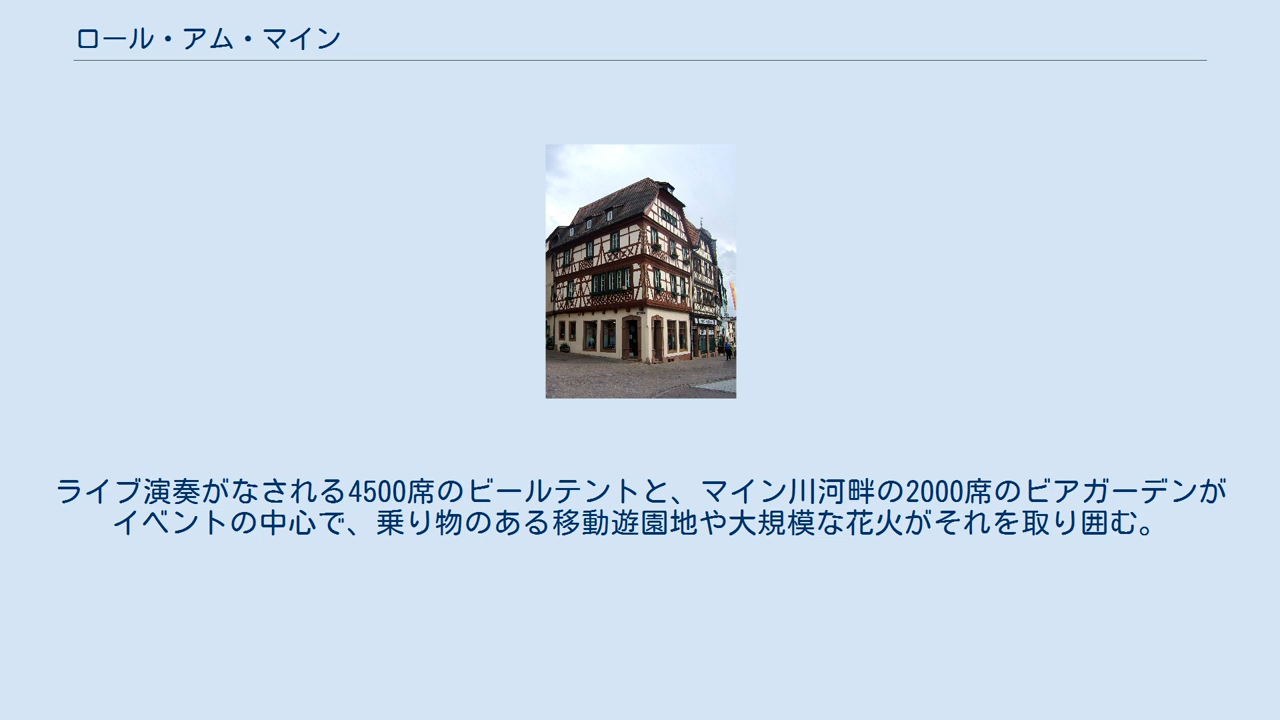 ロール・アム・マイン
ライブ演奏がなされる4500席のビールテントと、マイン川河畔の2000席のビアガーデンが
イベントの中心で、乗り物のある移動遊園地や大規模な花火がそれを取り囲む。